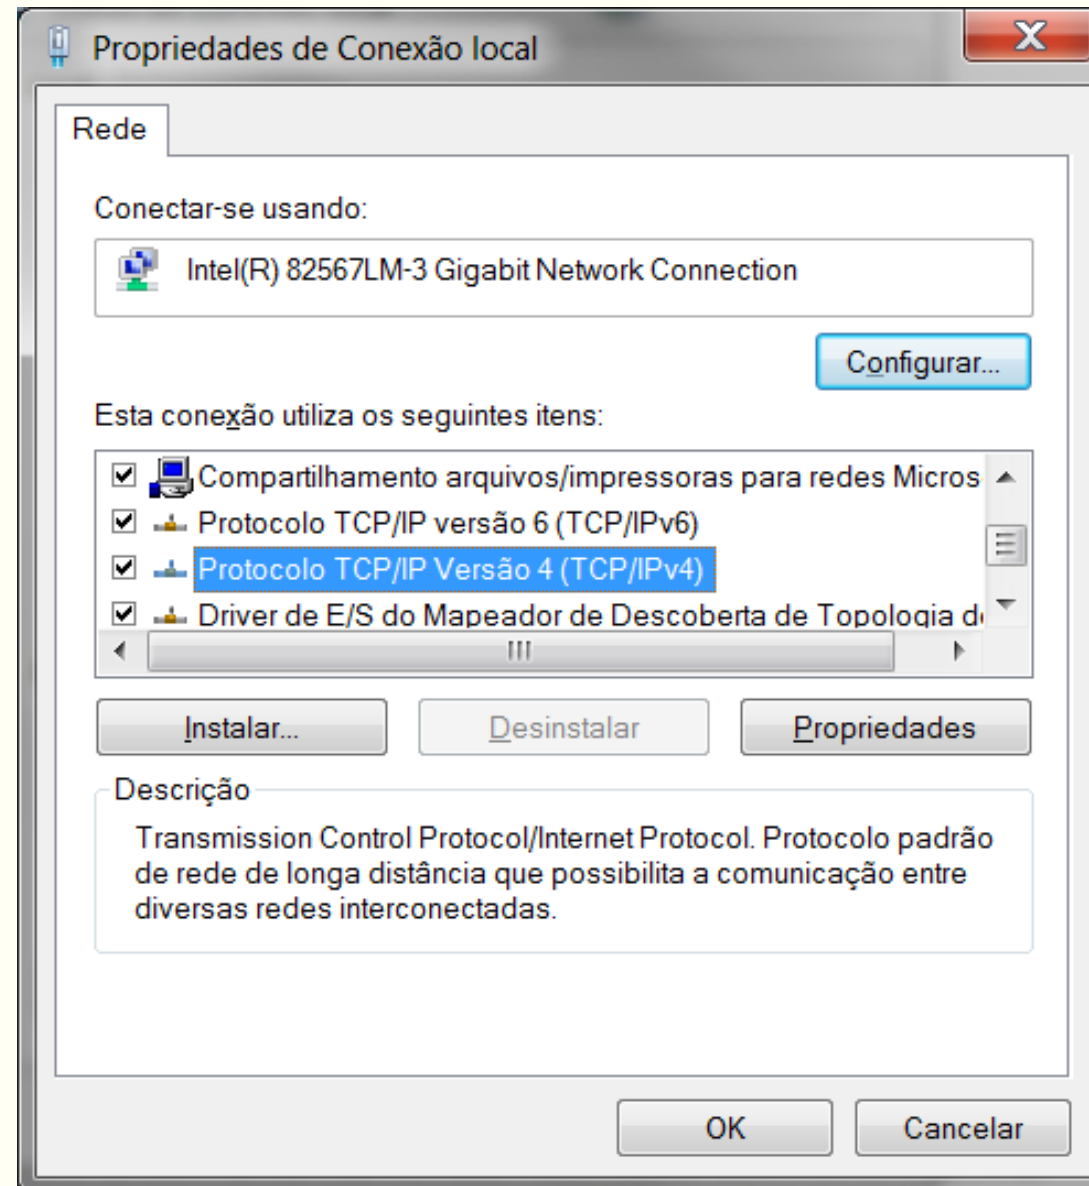 Propriedades de Conexão local
Rede
Conectar-se usando:
Intel(R) 82567LM-3 Gigabit Network Connection
Configurar...
Esta conexão utiliza os seguintes itens:
Compartilhamento arquivos/impressoras para redes Micros
Protocolo TCP/IP versão 6 (TCP/IPv6)
Protocolo TCP/IP Versão 4 (TCP/IPv4)
Driver de E/S do Mapeador de Descoberta de Topologia d
Instalar... Desinstalar Propriedades
Descrição
Transmission Control Protocol/Internet Protocol. Protocolo padrão
de rede de longa distância que possibilita a comunicação entre
diversas redes interconectadas.
OK Cancelar